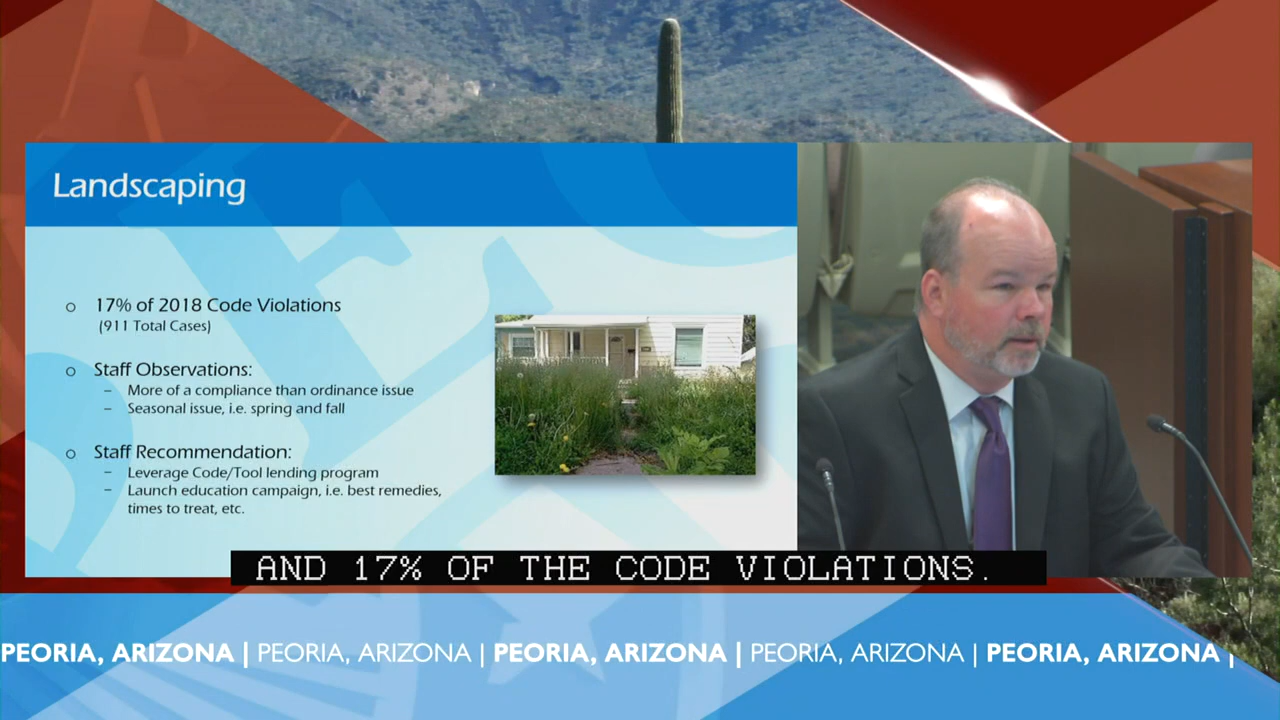 Landscaping
o 17% of 2018 Code Violations
(911 Total Cases)
o Staff Observations:
– More of a compliance than ordinance issue
– Seasonal issue, i.e. spring and fall
o Staff Recommendation:
– Leverage Code/Tool lending program
– Launch education campaign, i.e. best remedies,
times to treat, etc.
AND 17% OF THE CODE VIOLATIONS.
PEORIA, ARIZONA | PEORIA, ARIZONA | PEORIA, ARIZONA | PEORIA, ARIZONA | PEORIA, ARIZONA |